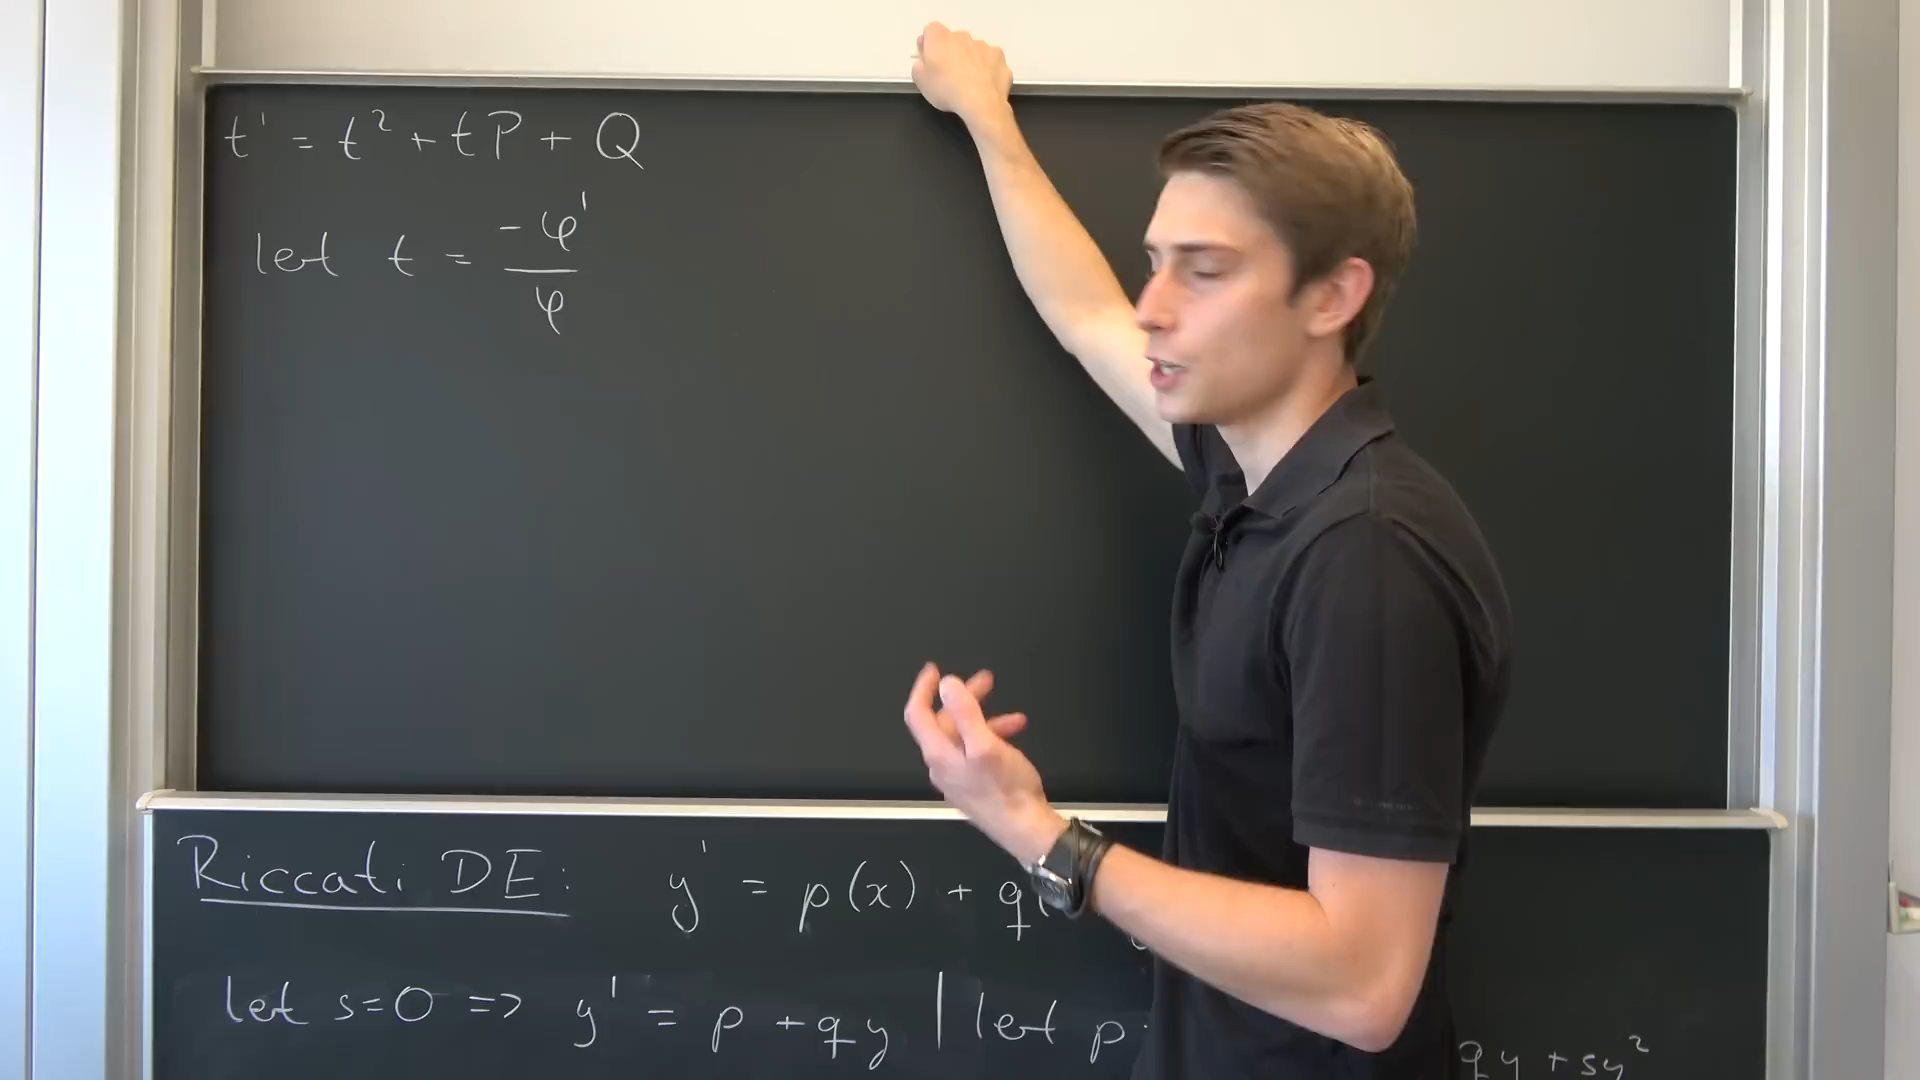 t' = t² + tP + Q
let t = -φ'/φ
Riccati DE: y' = p(x) + q(
let s=0 => y' = p + qy | let p
qy + sy²